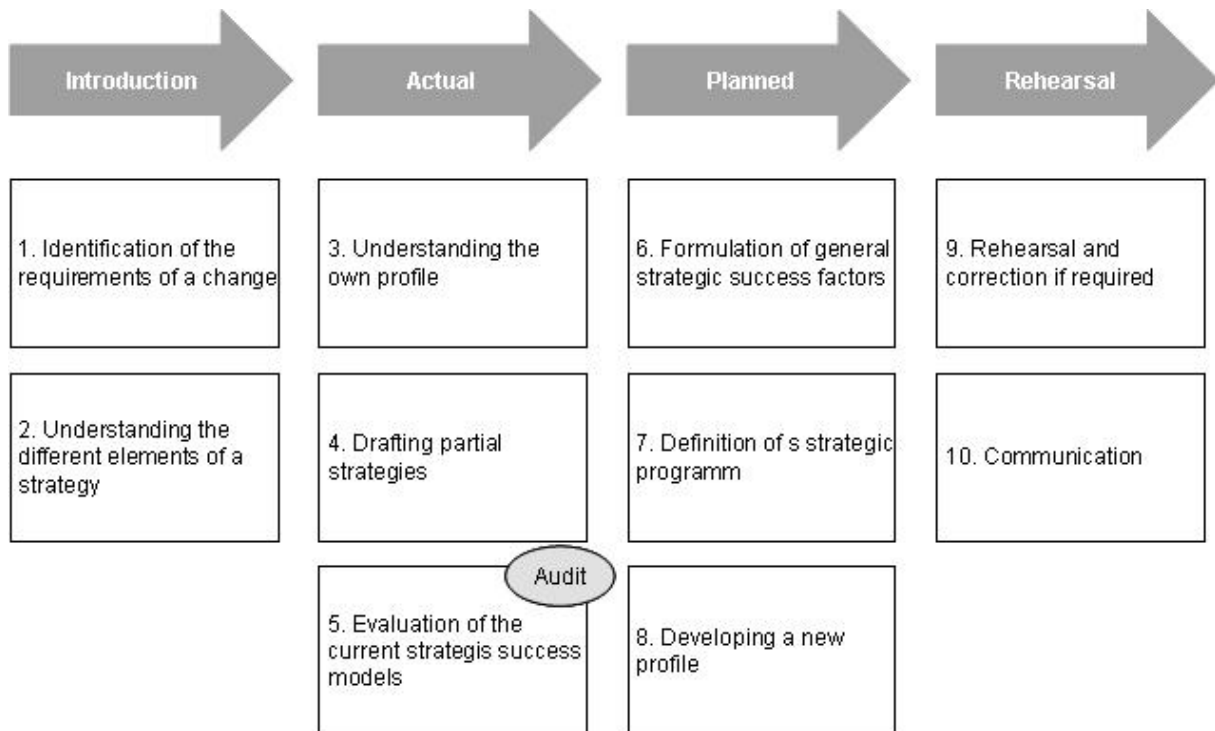 Introduction
Actual
Planned
Rehearsal
1. Identification of the
requirements of a change
3. Understanding the
own profile
6. Formulation of general
strategic success factors
9. Rehearsal and
correction if required
2. Understanding the
different elements of a
strategy
4. Drafting partial
strategies
7. Definition of s strategic
programm
10. Communication
Audit
5. Evaluation of the
current strategis success
models
8. Developing a new
profile